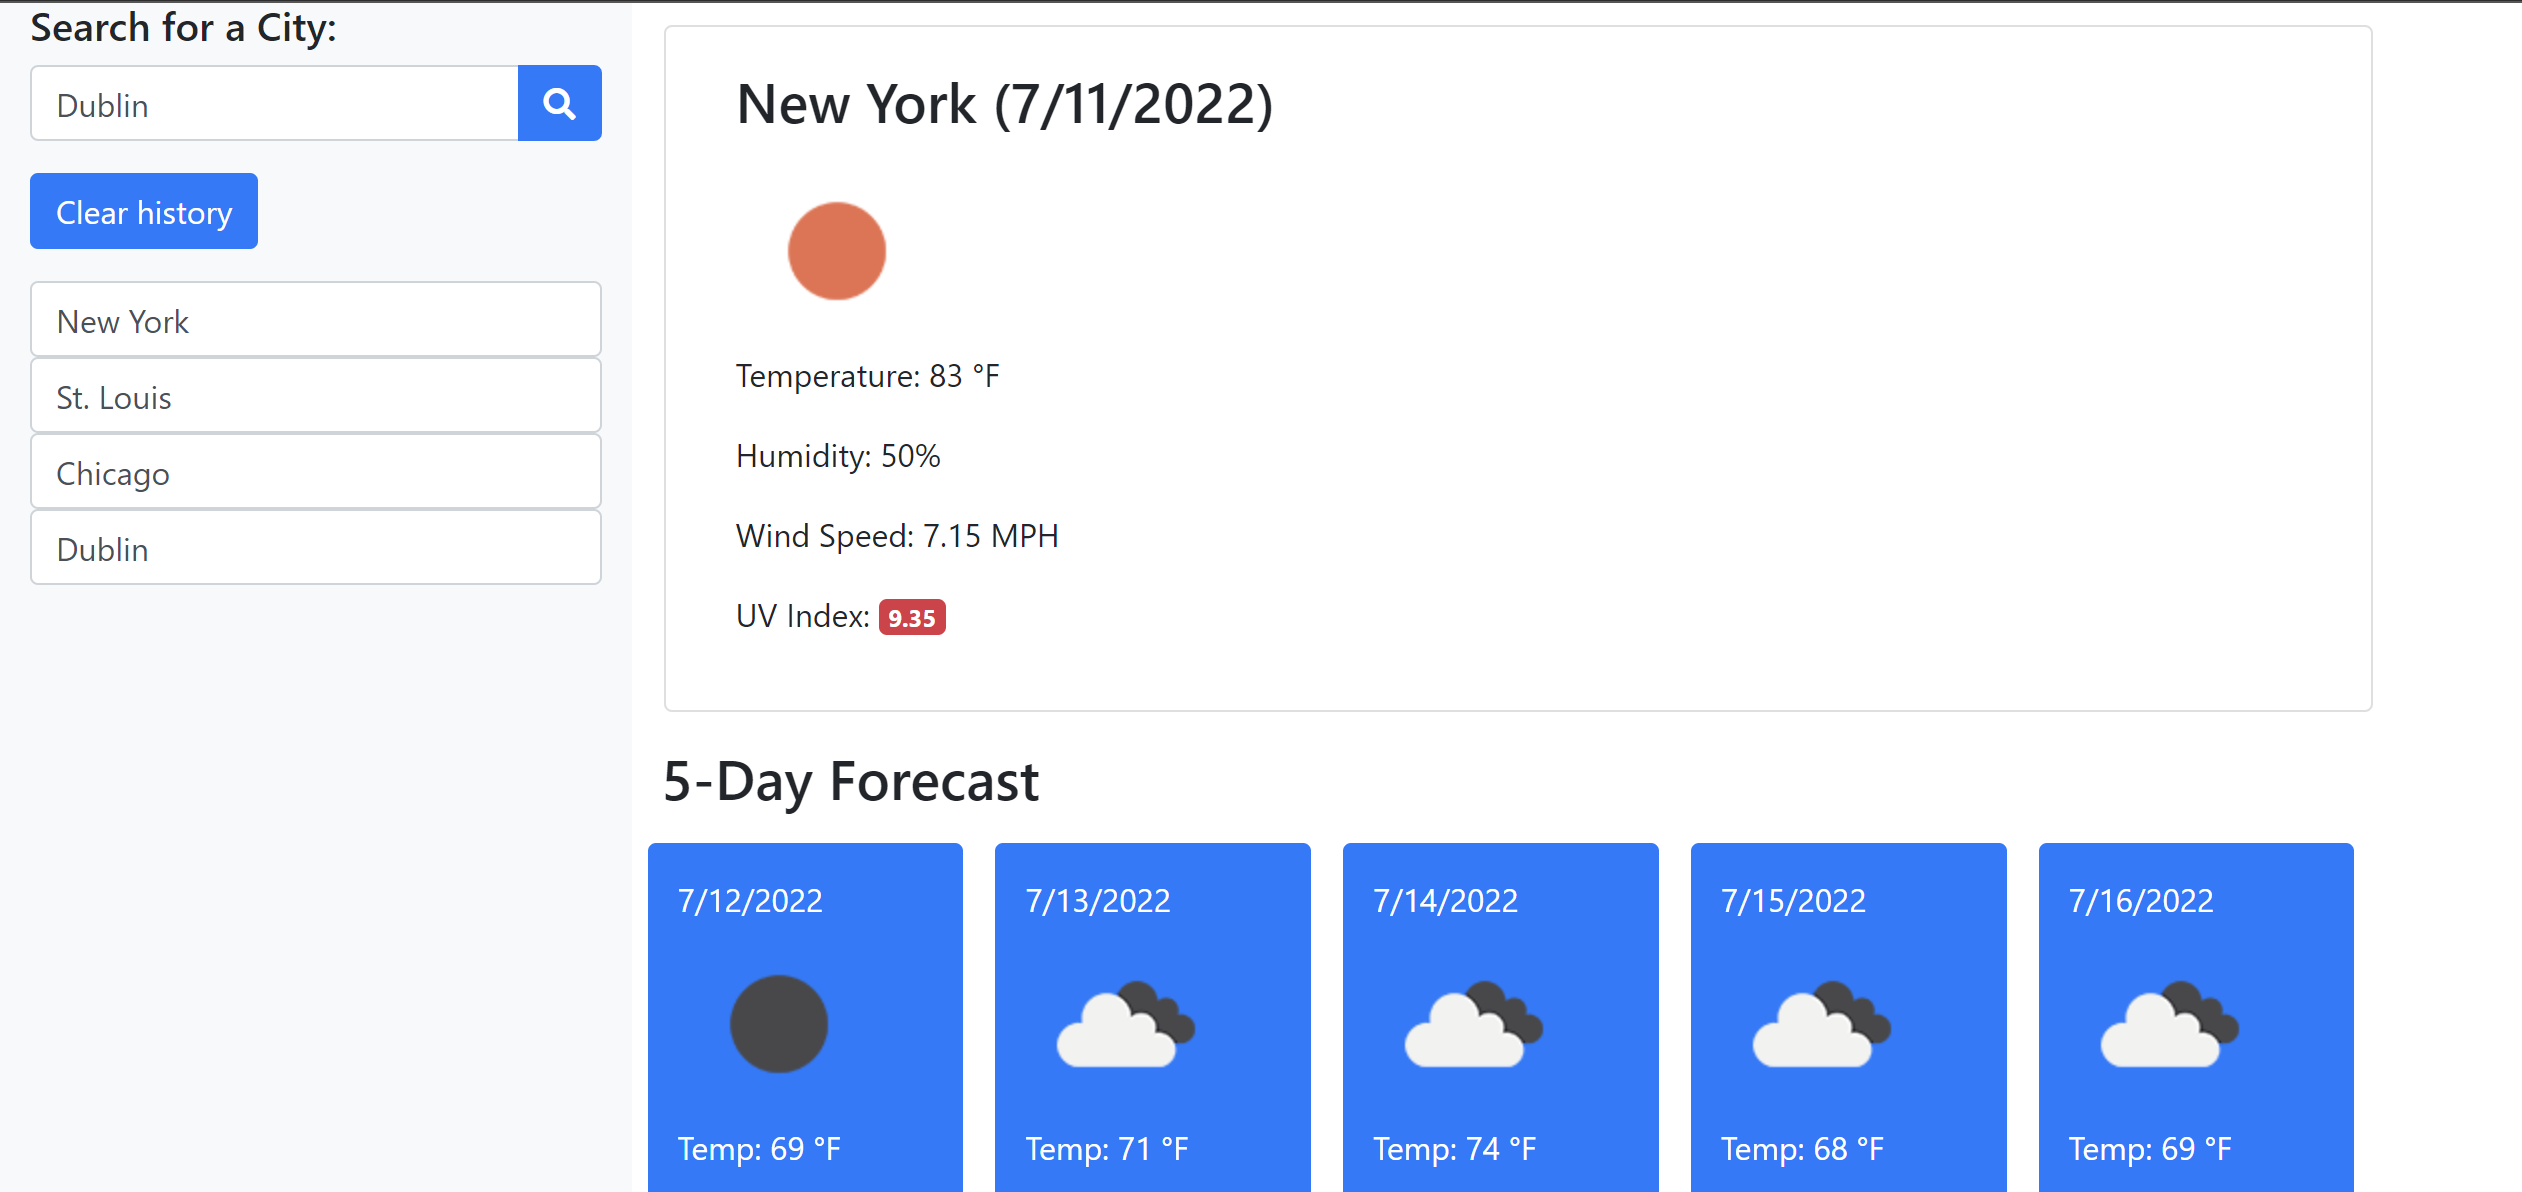 Search for a City:
Dublin
Clear history
New York
St. Louis
Chicago
Dublin
New York (7/11/2022)
Temperature: 83 °F
Humidity: 50%
Wind Speed: 7.15 MPH
UV Index: 9.35
5-Day Forecast
7/12/2022
Temp: 69 °F
7/13/2022
Temp: 71 °F
7/14/2022
Temp: 74 °F
7/15/2022
Temp: 68 °F
7/16/2022
Temp: 69 °F